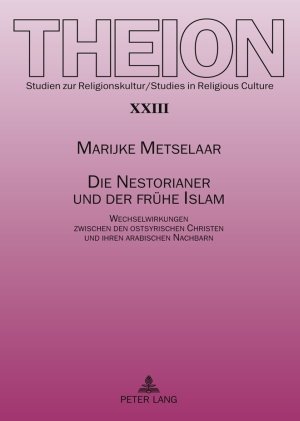 THEION
Studien zur Religionskultur/Studies in Religious Culture
XXIII
MARIJKE METSELAAR
DIE NESTORIANER
UND DER FRÜHE ISLAM
WECHSELWIRKUNGEN
ZWISCHEN DEN OSTSYRISCHEN CHRISTEN
UND IHREN ARABISCHEN NACHBARN
PETER LANG